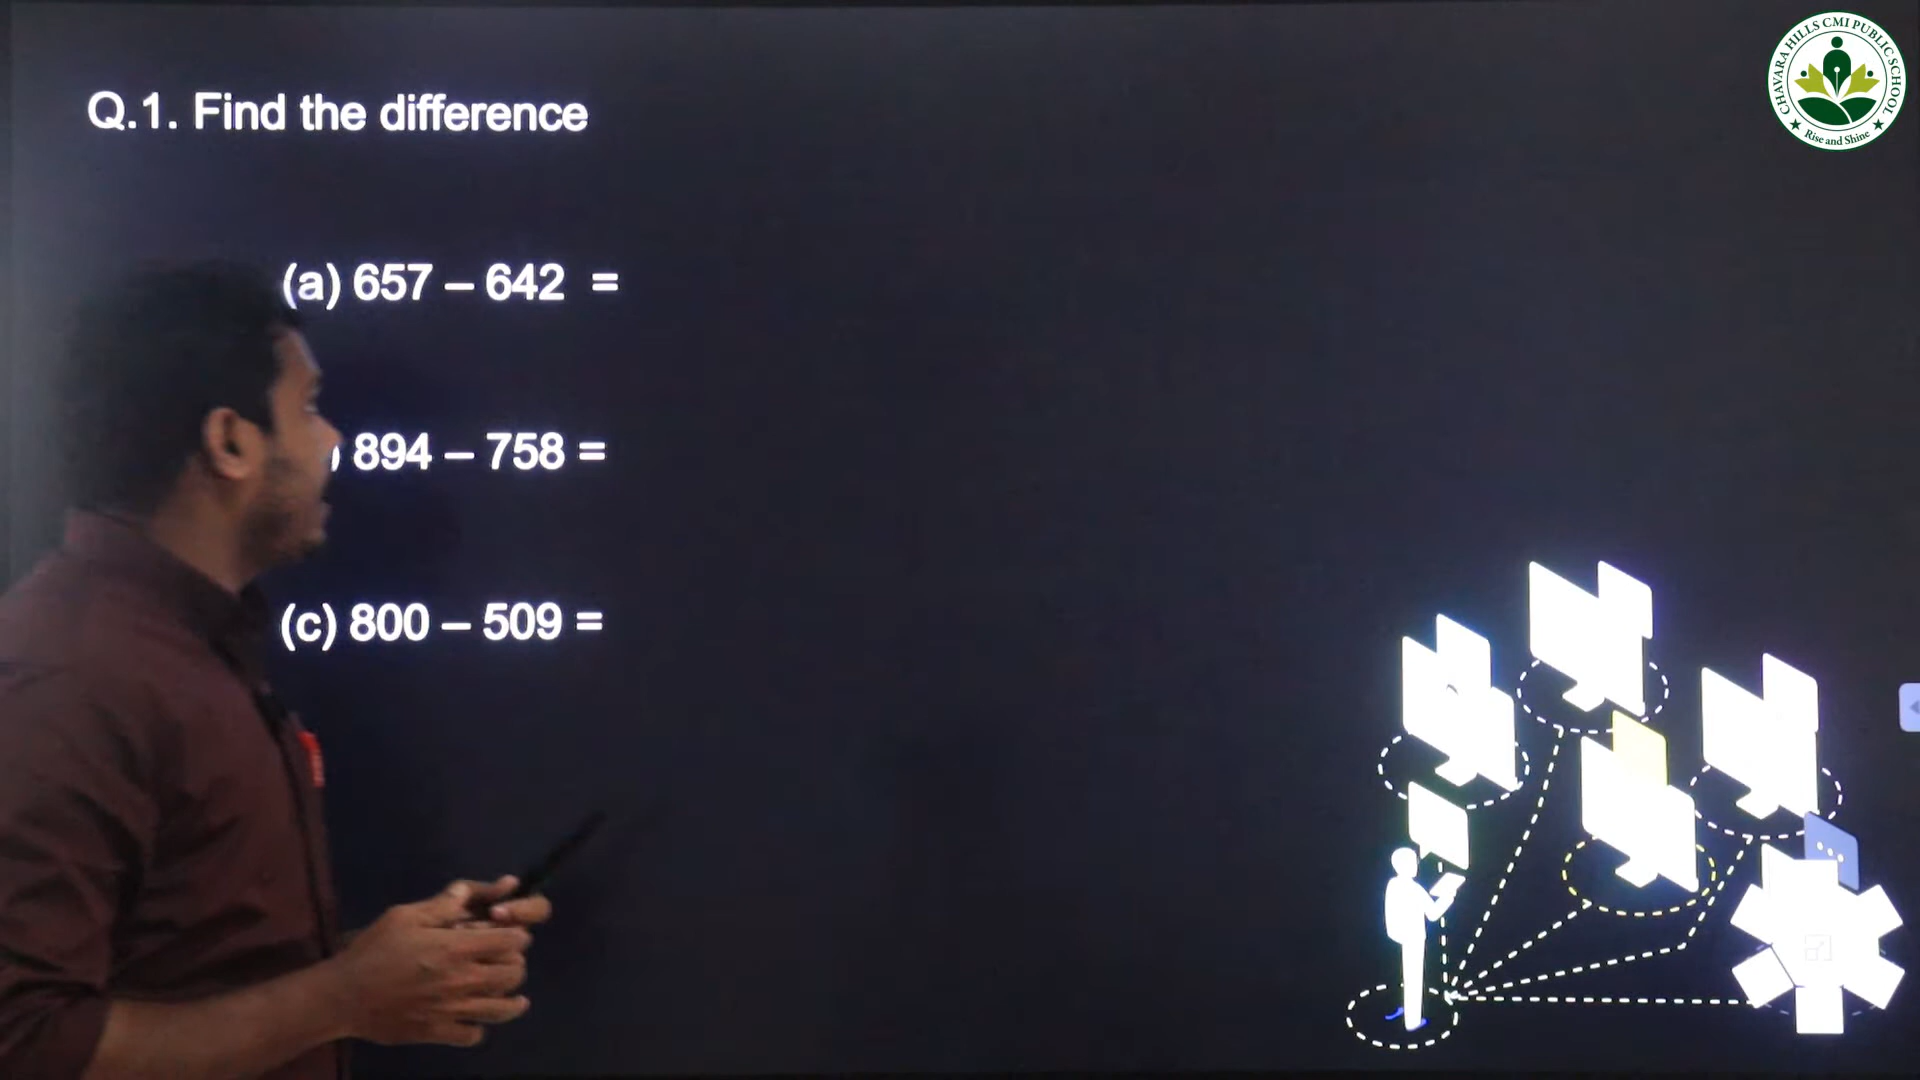 CHAVARA HILLS CMI PUBLIC SCHOOL
Rise and Shine
Q.1. Find the difference
(a) 657 – 642 =
) 894 – 758 =
(c) 800 – 509 =